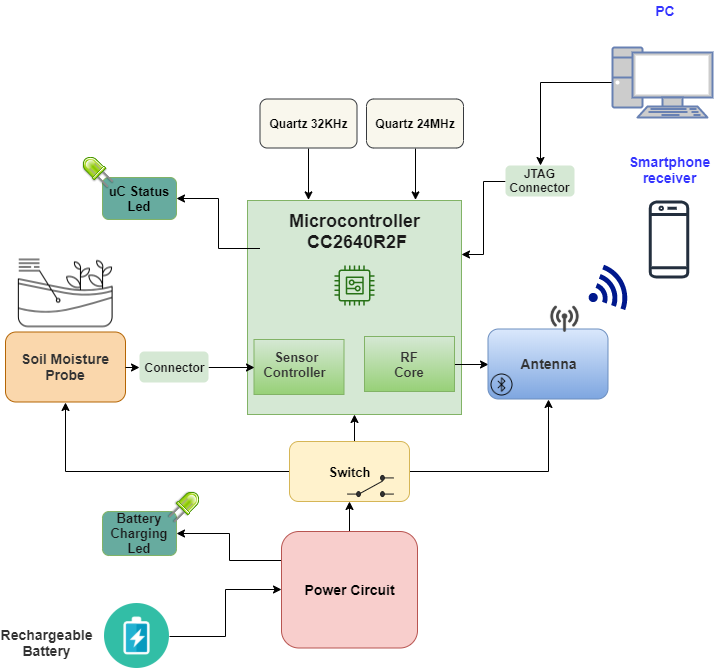 PC
Quartz 32KHz
Quartz 24MHz
Smartphone
receiver
JTAG
Connector
uC Status
Led
Microcontroller
CC2640R2F
Soil Moisture
Probe
Connector
Sensor
Controller
RF
Core
Antenna
Switch
Battery
Charging
Led
Power Circuit
Rechargeable
Battery